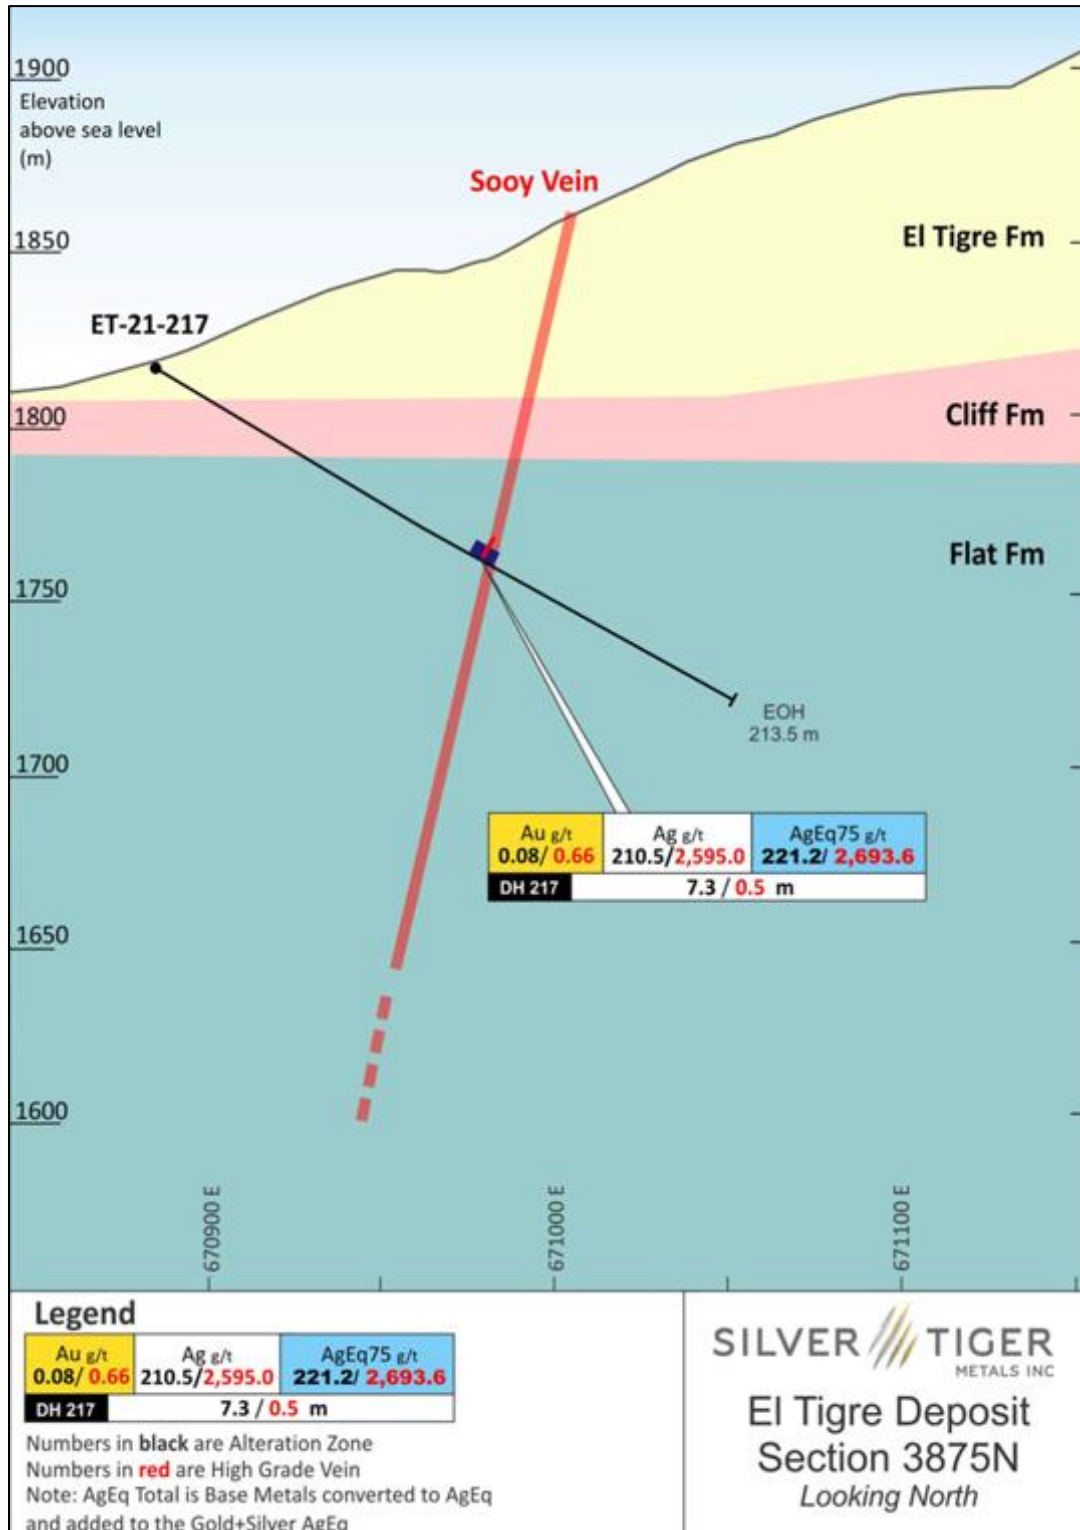 1900
Elevation
above sea level
(m)
Sooy Vein
El Tigre Fm
1850
ET-21-217
1800
Cliff Fm
Flat Fm
1750
EOH
213.5 m
1700
Au g/t
0.08/ 0.66
Ag g/t
210.5/2,595.0
AgEq75 g/t
221.2/ 2,693.6
DH 217
7.3 / 0.5 m
1650
1600
670900 E
671000 E
671100 E
Legend
Au g/t
0.08/ 0.66
Ag g/t
210.5/2,595.0
AgEq75 g/t
221.2/ 2,693.6
DH 217
7.3 / 0.5 m
Numbers in black are Alteration Zone
Numbers in red are High Grade Vein
Note: AgEq Total is Base Metals converted to AgEq
and added to the Gold+Silver AgEq
SILVER TIGER
METALS INC
El Tigre Deposit
Section 3875N
Looking North